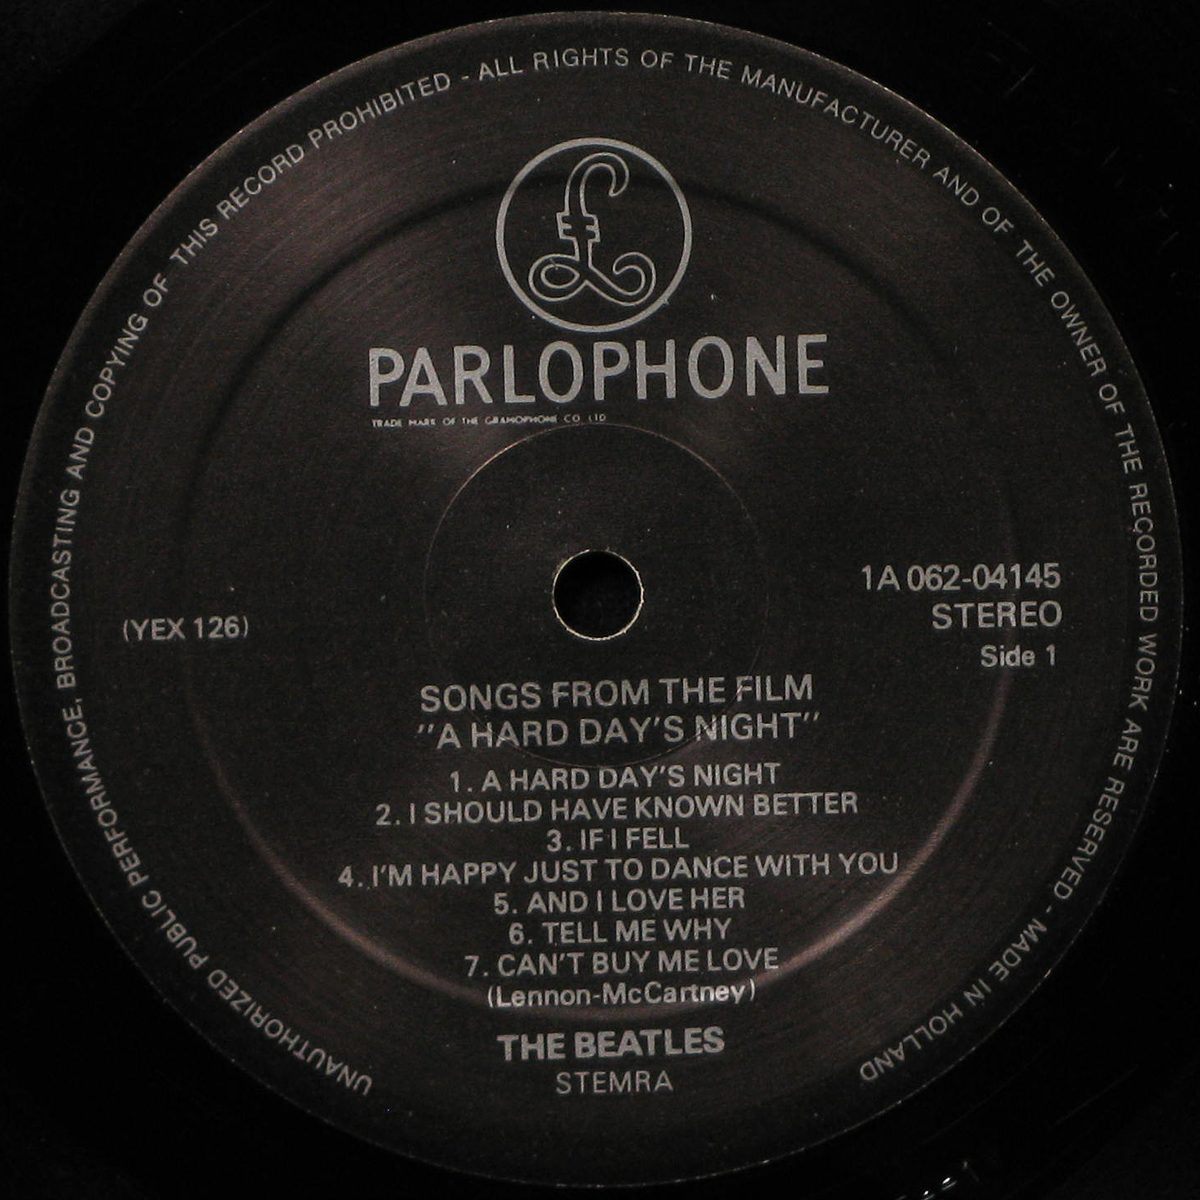 UNAUTHORIZED PUBLIC PERFORMANCE, BROADCASTING AND COPYING OF THIS RECORD PROHIBITED - ALL RIGHTS OF THE MANUFACTURER AND OF THE OWNER OF THE RECORDED WORK ARE RESERVED - MADE IN HOLLAND
£
PARLOPHONE
TRADE MARK OF THE GRAMOPHONE CO LTD
1A 062-04145
STEREO
(YEX 126)
Side 1
SONGS FROM THE FILM
"A HARD DAY'S NIGHT"
1. A HARD DAY'S NIGHT
2. I SHOULD HAVE KNOWN BETTER
3. IF I FELL
4. I'M HAPPY JUST TO DANCE WITH YOU
5. AND I LOVE HER
6. TELL ME WHY
7. CAN'T BUY ME LOVE
(Lennon-McCartney)
THE BEATLES
STEMRA